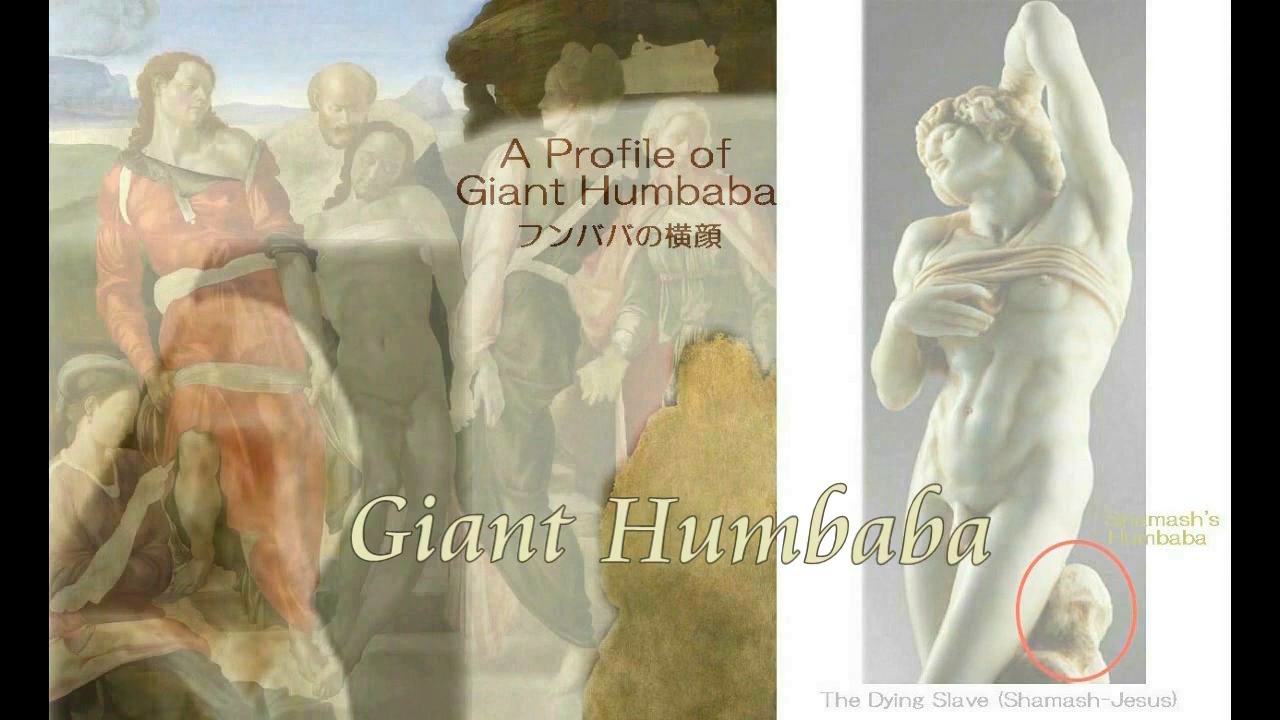 A Profile of
Giant Humbaba
フンババの横顔
Giant Humbaba
Shamash's
Humbaba
The Dying Slave (Shamash-Jesus)